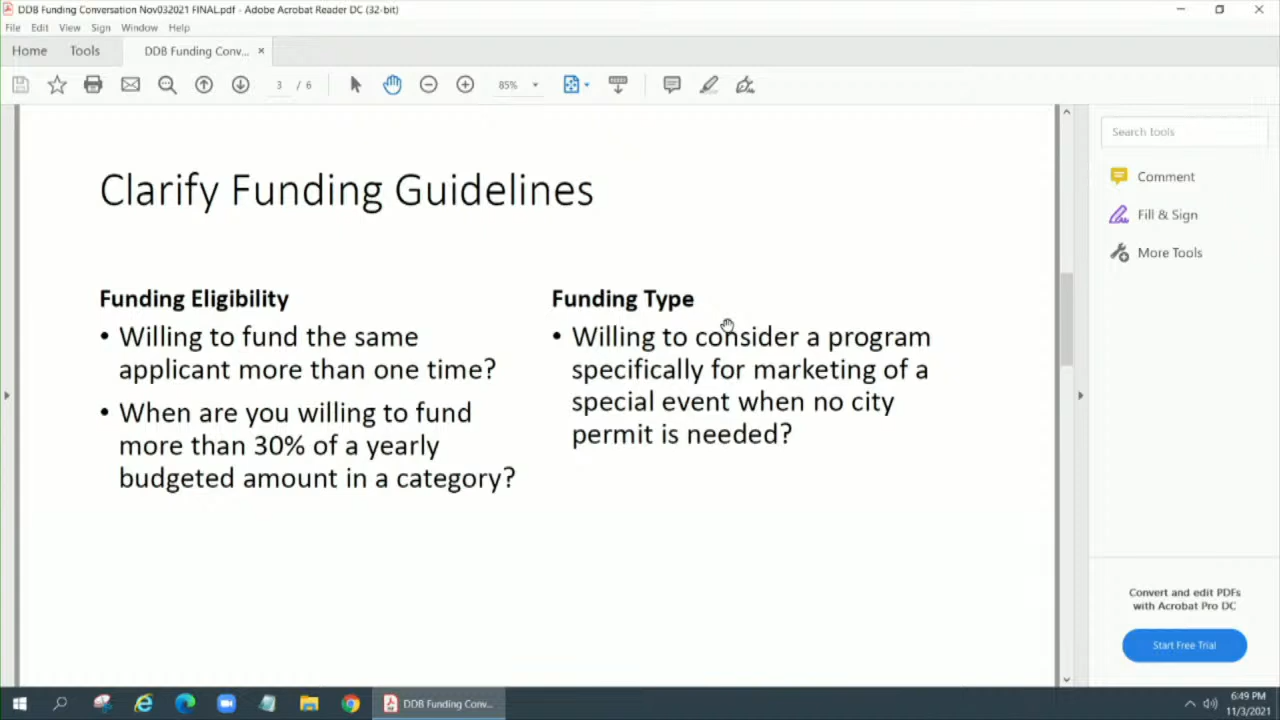 DDB Funding Conversation Nov032021 FINAL.pdf - Adobe Acrobat Reader DC (32-bit)
File Edit View Sign Window Help
Home Tools DDB Funding Conv... ×
3 / 6 85%
Search tools
Comment
Fill & Sign
More Tools
Clarify Funding Guidelines
Funding Eligibility
• Willing to fund the same
applicant more than one time?
• When are you willing to fund
more than 30% of a yearly
budgeted amount in a category?
Funding Type
• Willing to consider a program
specifically for marketing of a
special event when no city
permit is needed?
Convert and edit PDFs
with Acrobat Pro DC
Start Free Trial
DDB Funding Conv...
6:49 PM
11/3/2021